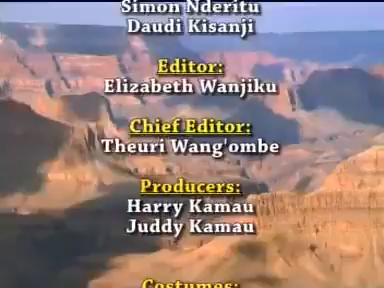 Simon Nderitu
Daudi Kisanji
Editor:
Elizabeth Wanjiku
Chief Editor:
Theuri Wang'ombe
Producers:
Harry Kamau
Juddy Kamau
Costumes: